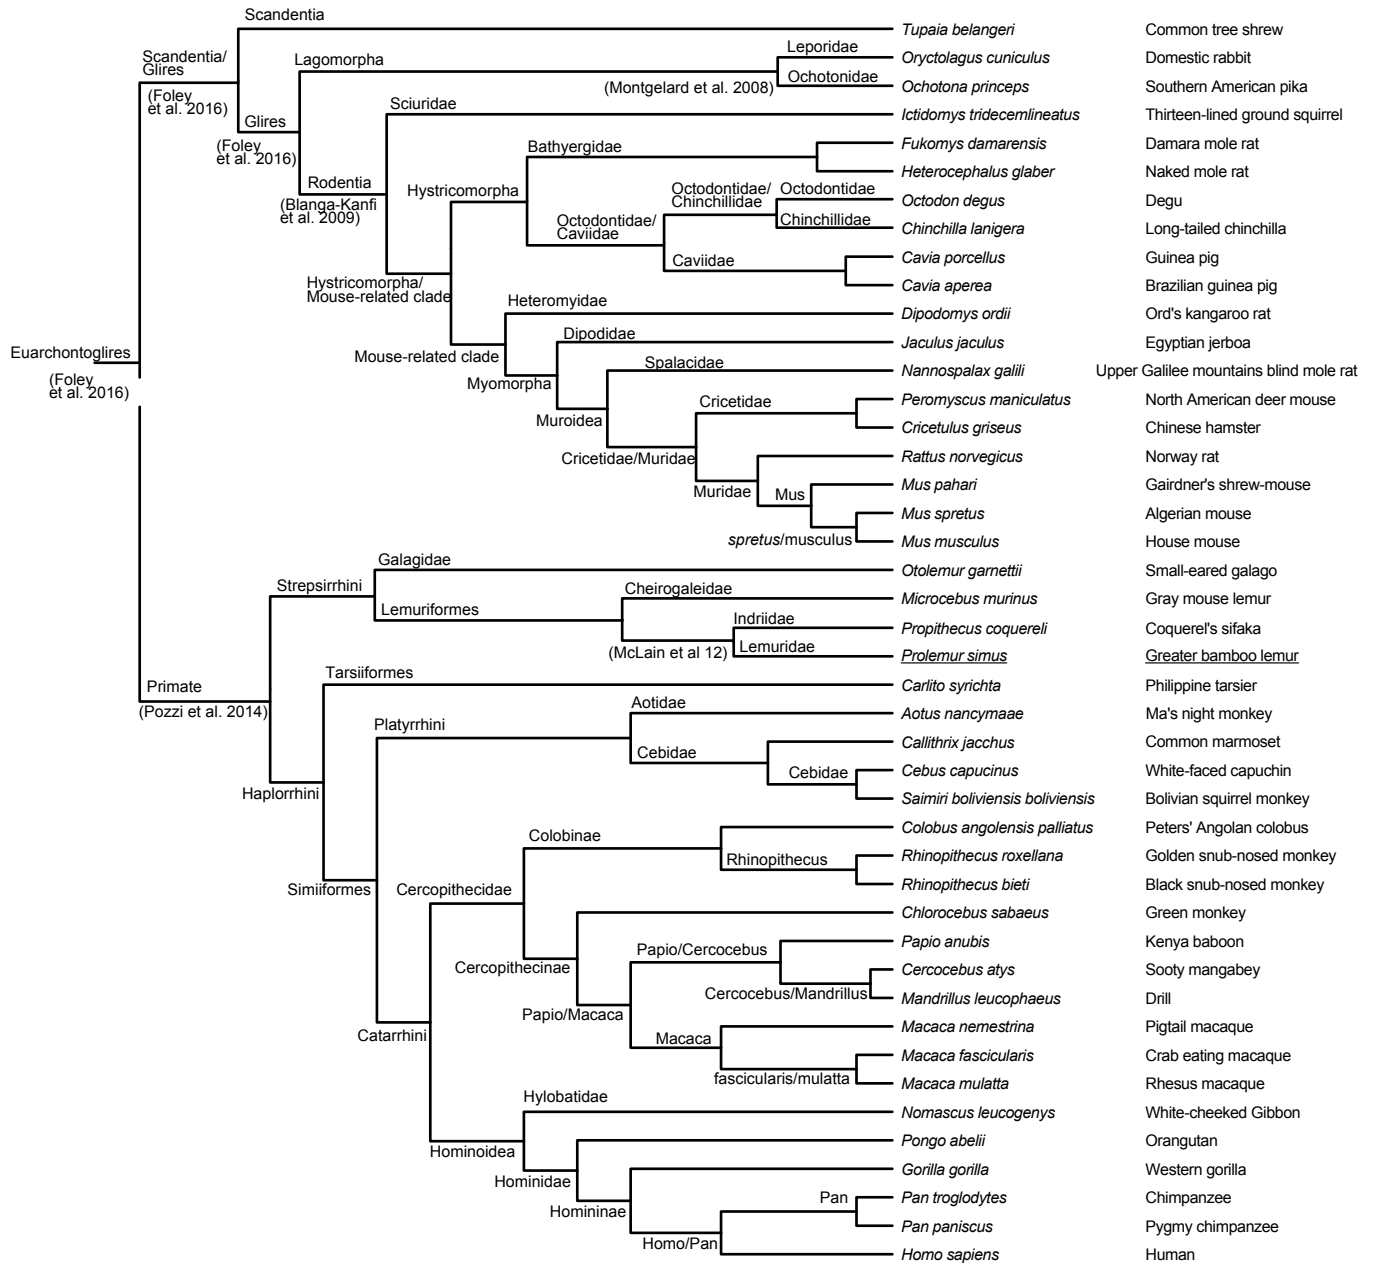 Scandentia
Tupaia belangeri Common tree shrew
Scandentia/
Glires
(Foley
et al. 2016)
Lagomorpha
Leporidae
Oryctolagus cuniculus Domestic rabbit
Ochotonidae
(Montgelard et al. 2008)
Ochotona princeps Southern American pika
Glires
(Foley
et al. 2016)
Sciuridae
Ictidomys tridecemlineatus Thirteen-lined ground squirrel
Rodentia
(Blanga-Kanfi
et al. 2009)
Bathyergidae
Fukomys damarensis Damara mole rat
Heterocephalus glaber Naked mole rat
Hystricomorpha
Octodontidae/
Chinchillidae
Octodontidae
Octodon degus Degu
Chinchillidae
Chinchilla lanigera Long-tailed chinchilla
Octodontidae/
Caviidae
Caviidae
Cavia porcellus Guinea pig
Cavia aperea Brazilian guinea pig
Hystricomorpha/
Mouse-related clade
Heteromyidae
Dipodomys ordii Ord's kangaroo rat
Mouse-related clade
Dipodidae
Jaculus jaculus Egyptian jerboa
Myomorpha
Spalacidae
Nannospalax galili Upper Galilee mountains blind mole rat
Muroidea
Cricetidae
Peromyscus maniculatus North American deer mouse
Cricetulus griseus Chinese hamster
Cricetidae/Muridae
Rattus norvegicus Norway rat
Muridae
Mus
Mus pahari Gairdner's shrew-mouse
Mus spretus Algerian mouse
spretus/musculus
Mus musculus House mouse
Euarchontoglires
(Foley
et al. 2016)
Galagidae
Otolemur garnettii Small-eared galago
Strepsirrhini
Cheirogaleidae
Microcebus murinus Gray mouse lemur
Lemuriformes
Indriidae
Propithecus coquereli Coquerel's sifaka
Lemuridae
(McLain et al 12)
Prolemur simus Greater bamboo lemur
Primate
(Pozzi et al. 2014)
Tarsiiformes
Carlito syrichta Philippine tarsier
Aotidae
Aotus nancymaae Ma's night monkey
Platyrrhini
Cebidae
Callithrix jacchus Common marmoset
Cebidae
Cebus capucinus White-faced capuchin
Saimiri boliviensis boliviensis Bolivian squirrel monkey
Haplorrhini
Colobinae
Colobus angolensis palliatus Peters' Angolan colobus
Rhinopithecus
Rhinopithecus roxellana Golden snub-nosed monkey
Rhinopithecus bieti Black snub-nosed monkey
Simiiformes
Cercopithecidae
Chlorocebus sabaeus Green monkey
Cercopithecinae
Papio/Cercocebus
Papio anubis Kenya baboon
Cercocebus atys Sooty mangabey
Cercocebus/Mandrillus
Mandrillus leucophaeus Drill
Papio/Macaca
Macaca nemestrina Pigtail macaque
Macaca
Macaca fascicularis Crab eating macaque
fascicularis/mulatta
Macaca mulatta Rhesus macaque
Catarrhini
Hylobatidae
Nomascus leucogenys White-cheeked Gibbon
Hominoidea
Pongo abelii Orangutan
Hominidae
Gorilla gorilla Western gorilla
Homininae
Pan
Pan troglodytes Chimpanzee
Pan paniscus Pygmy chimpanzee
Homo/Pan
Homo sapiens Human